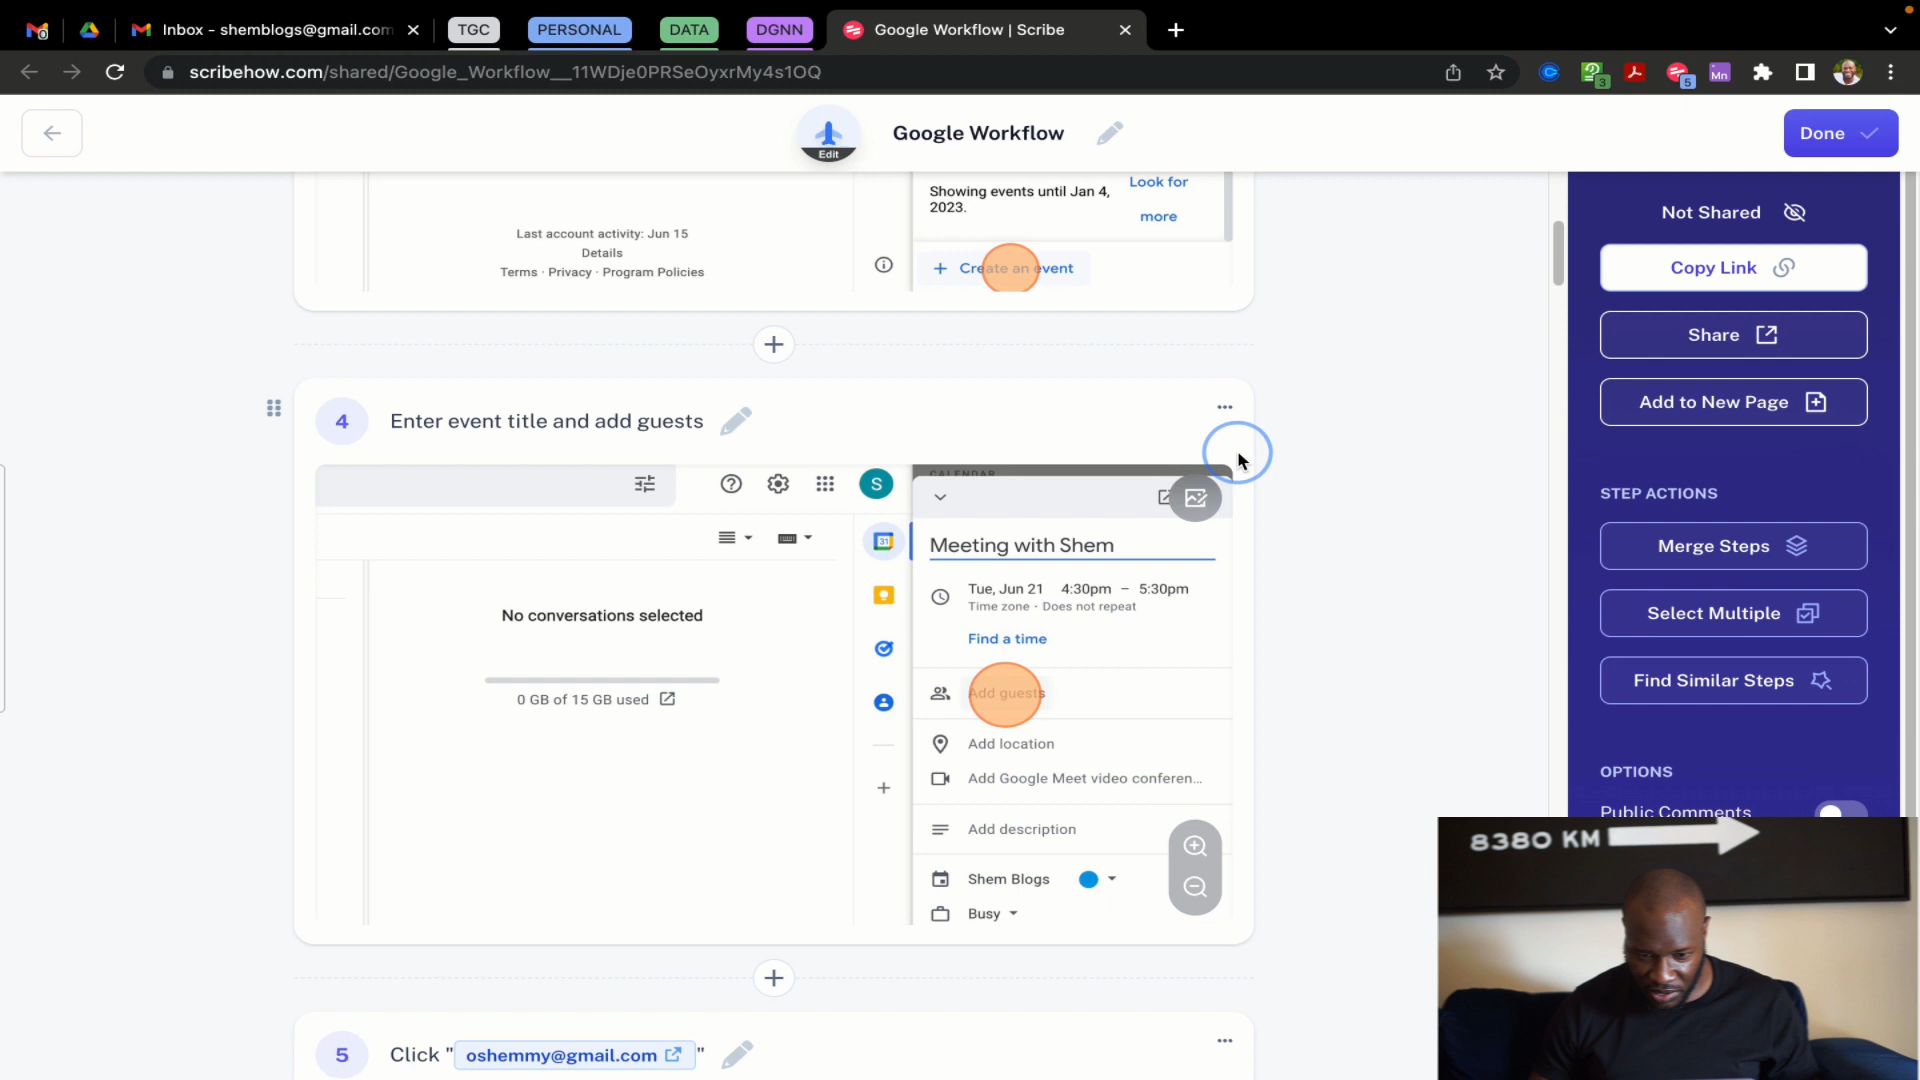 Inbox - shemblogs@gmail.com
TGC
PERSONAL
DATA
DGNN
Google Workflow | Scribe
scribehow.com/shared/Google_Workflow__11WDje0PRSeOyxrMy4s1OQ
3
5
Mn
Edit
Google Workflow
Done
Showing events until Jan 4,
2023.
Look for
more
Last account activity: Jun 15
Details
Terms · Privacy · Program Policies
Create an event
4
Enter event title and add guests
S
CALENDAR
31
Meeting with Shem
Tue, Jun 21 4:30pm – 5:30pm
Time zone · Does not repeat
Find a time
No conversations selected
0 GB of 15 GB used
Add guests
Add location
Add Google Meet video conferen...
Add description
Shem Blogs
Busy
5
Click "oshemmy@gmail.com"
Not Shared
Copy Link
Share
Add to New Page
STEP ACTIONS
Merge Steps
Select Multiple
Find Similar Steps
OPTIONS
Public Comments
8380 KM